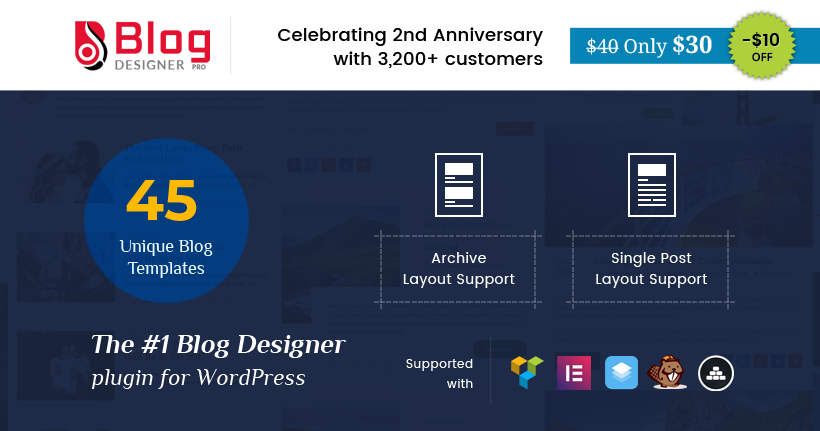 Blog
DESIGNER PRO
Celebrating 2nd Anniversary
with 3,200+ customers
$40 Only $30
-$10
OFF
45
Unique Blog
Templates
Archive
Layout Support
Single Post
Layout Support
The #1 Blog Designer
plugin for WordPress
Supported
with